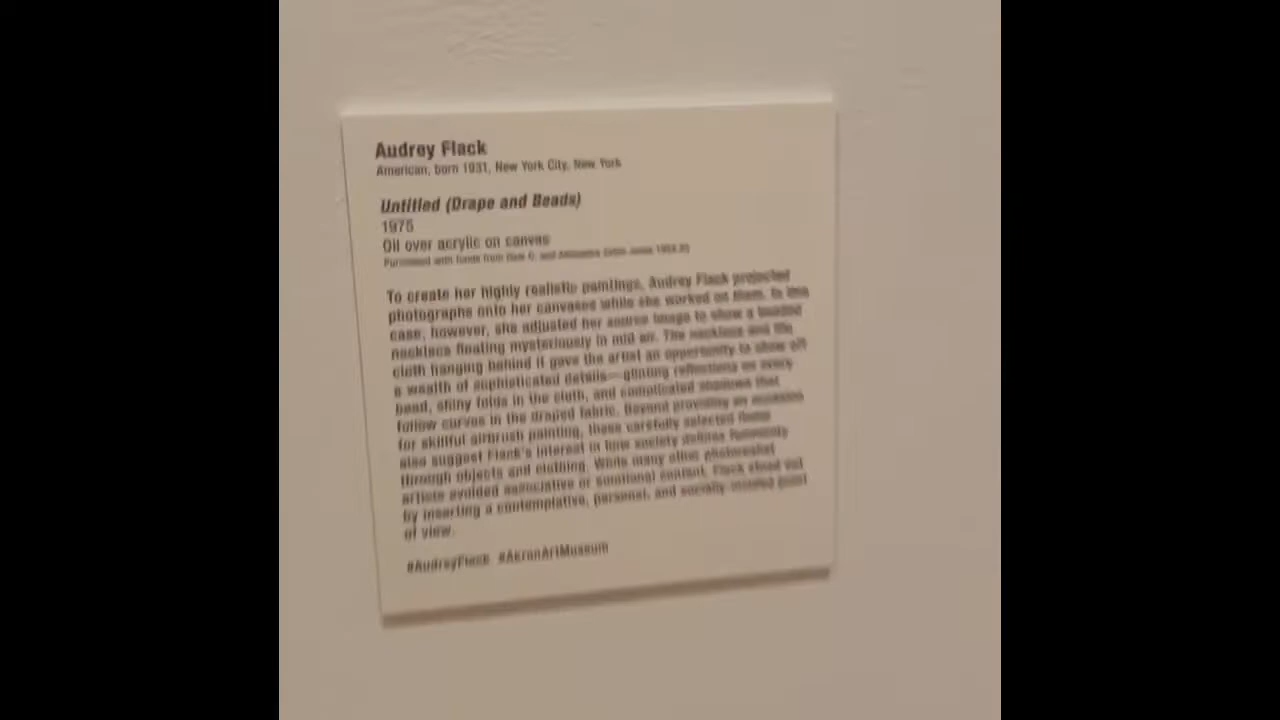 Audrey Flack
American, born 1931, New York City, New York
Untitled (Drape and Beads)
1975
Oil over acrylic on canvas
Purchased with funds from
To create her highly realistic paintings, Audrey Flack projected
photographs onto her canvases while she worked on them. In this
case, however, she adjusted her source image to show a beaded
necklace floating mysteriously in mid air. The necklace and the
cloth hanging behind it gave the artist an opportunity to show off
a wealth of sophisticated details—glinting reflections on every
bead, shiny folds in the cloth, and complicated shadows that
follow curves in the draped fabric. Beyond providing an occasion
for skillful airbrush painting, these carefully selected items
also suggest Flack's interest in how society defines femininity
through objects and clothing. While many other photorealist
artists avoided associative or emotional content, Flack stood out
by inserting a contemplative, personal, and socially-minded point
of view.
#AudreyFlack #AkronArtMuseum